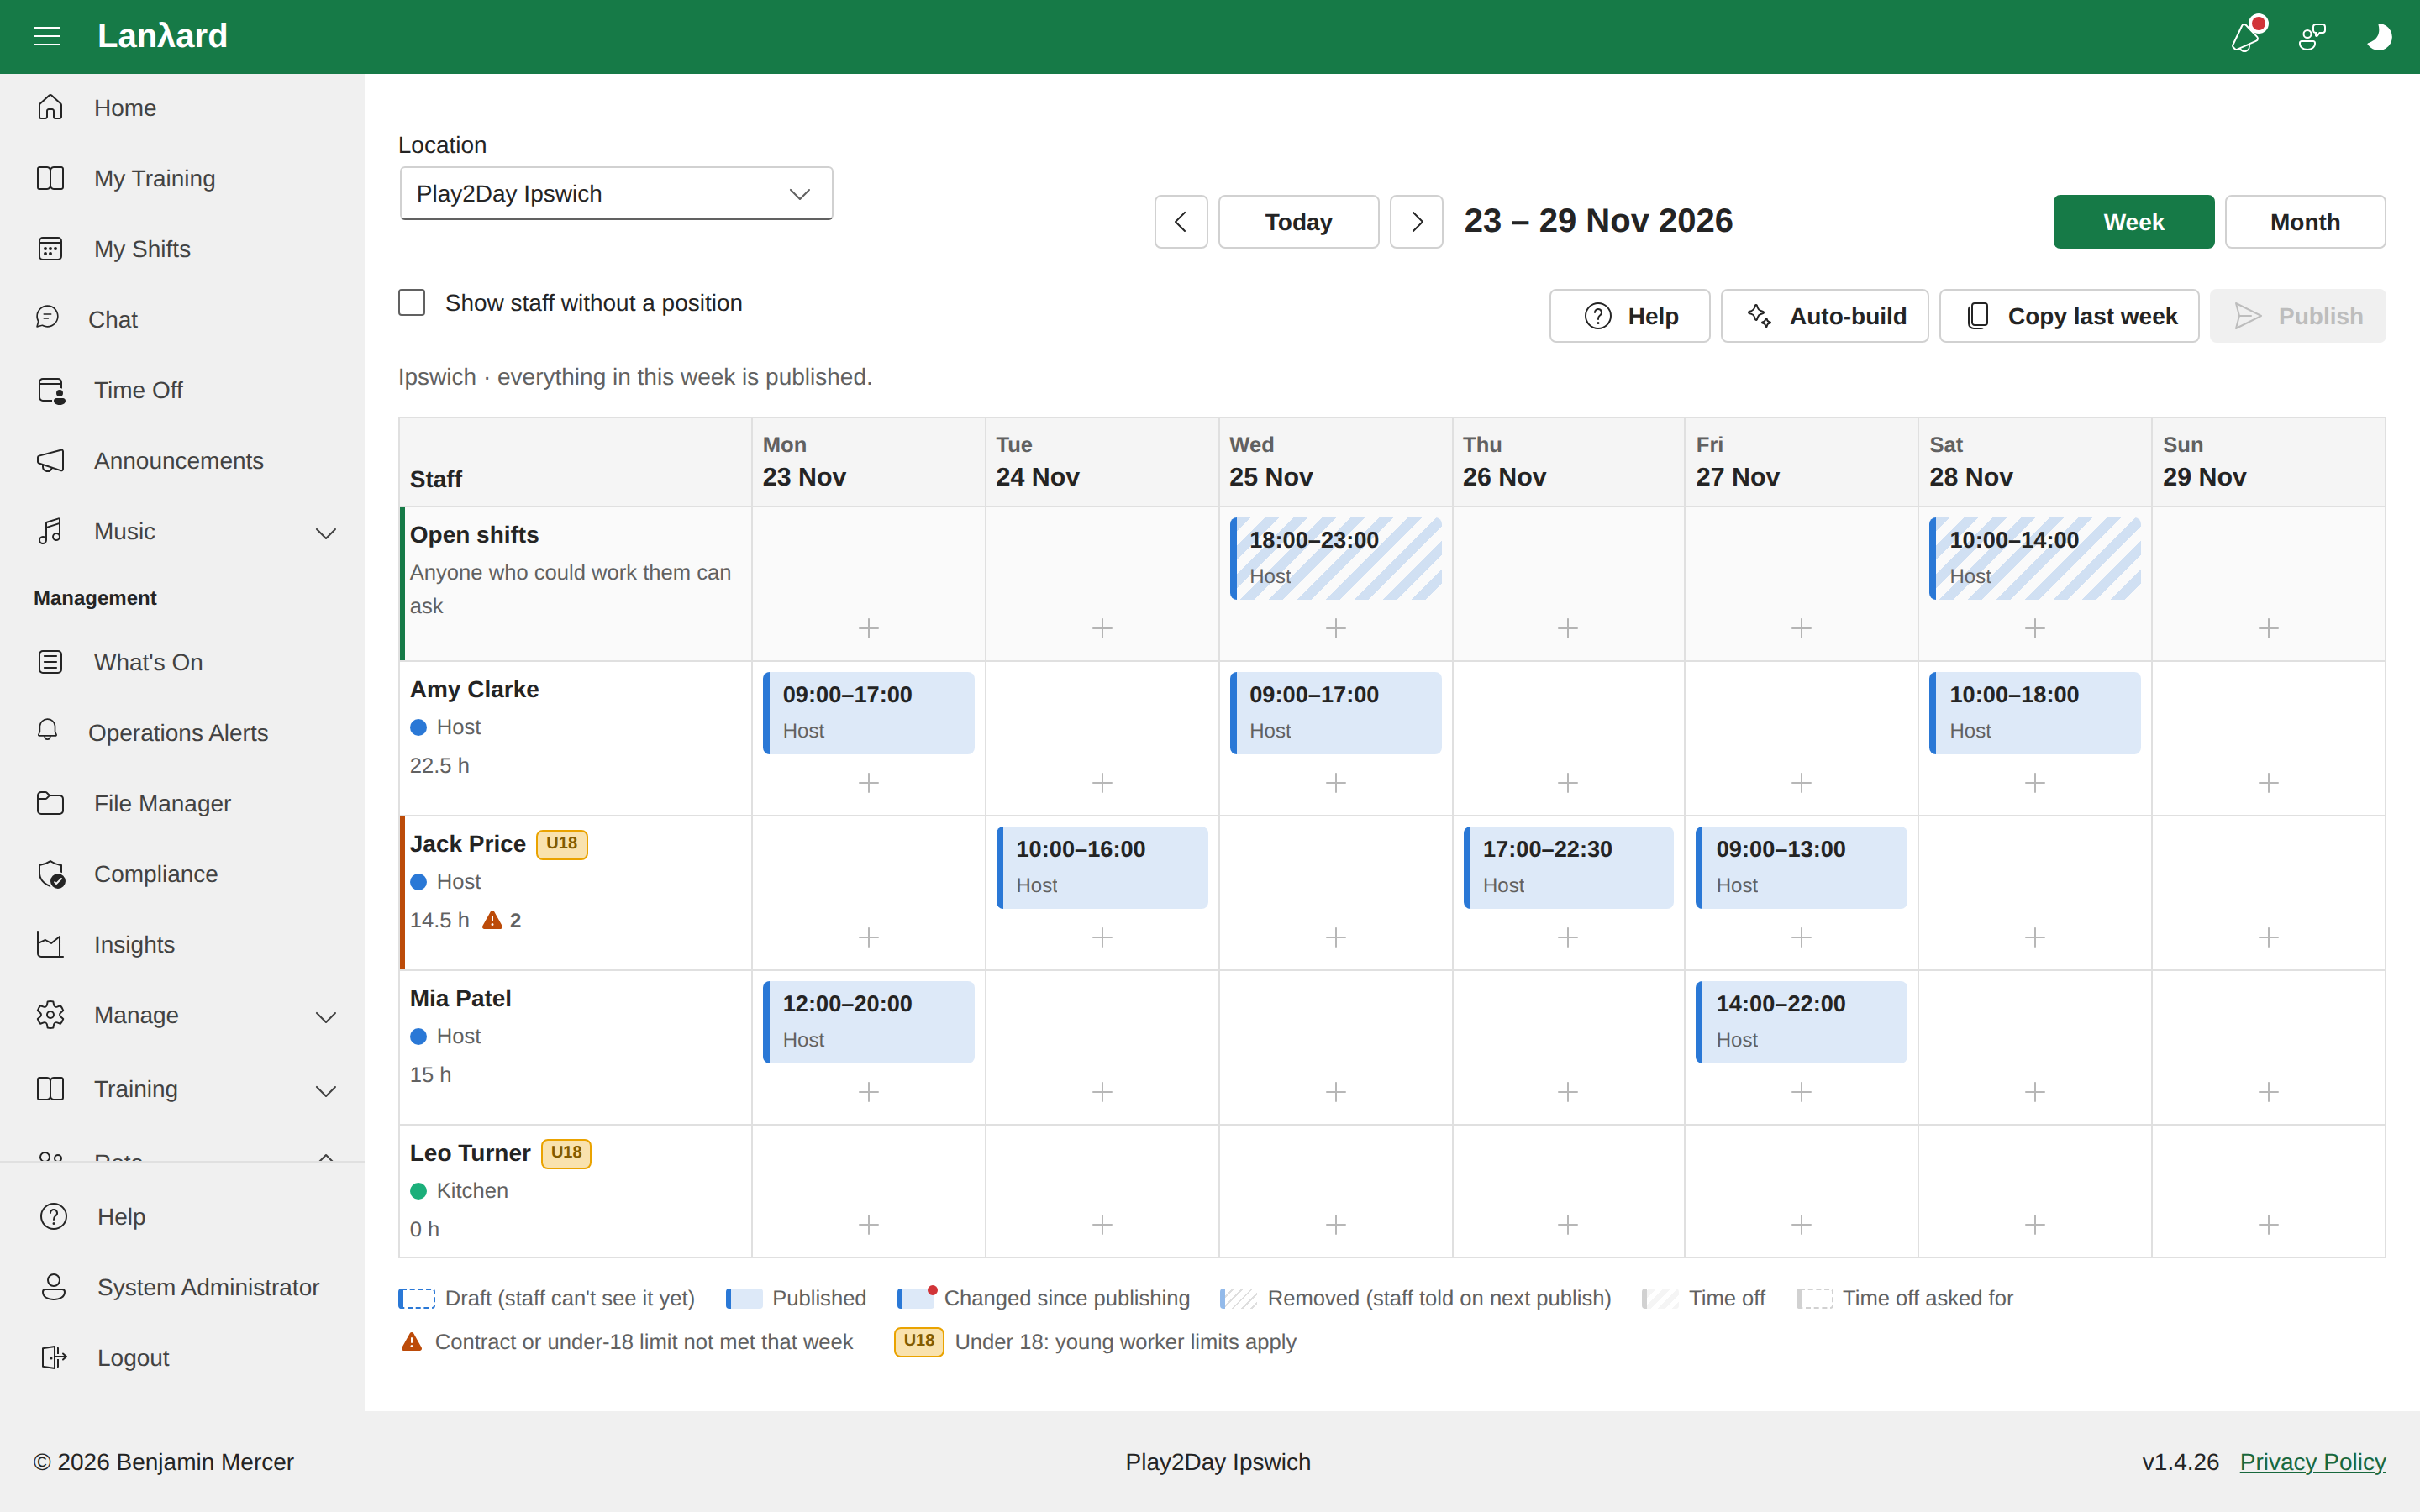 Lanλard
Home
My Training
My Shifts
Chat
Time Off
Announcements
Music
Management
What's On
Operations Alerts
File Manager
Compliance
Insights
Manage
Training
Rota
Help
System Administrator
Logout
Location
Play2Day Ipswich
Today
23 – 29 Nov 2026
Week
Month
Show staff without a position
Help
Auto-build
Copy last week
Publish
Ipswich · everything in this week is published.
Staff
Mon
23 Nov
Tue
24 Nov
Wed
25 Nov
Thu
26 Nov
Fri
27 Nov
Sat
28 Nov
Sun
29 Nov
Open shifts
Anyone who could work them can
ask
18:00–23:00
Host
10:00–14:00
Host
Amy Clarke
Host
22.5 h
09:00–17:00
Host
09:00–17:00
Host
10:00–18:00
Host
Jack Price U18
Host
14.5 h 2
10:00–16:00
Host
17:00–22:30
Host
09:00–13:00
Host
Mia Patel
Host
15 h
12:00–20:00
Host
14:00–22:00
Host
Leo Turner U18
Kitchen
0 h
Draft (staff can't see it yet)
Published
Changed since publishing
Removed (staff told on next publish)
Time off
Time off asked for
Contract or under-18 limit not met that week
U18 Under 18: young worker limits apply
© 2026 Benjamin Mercer
Play2Day Ipswich
v1.4.26
Privacy Policy